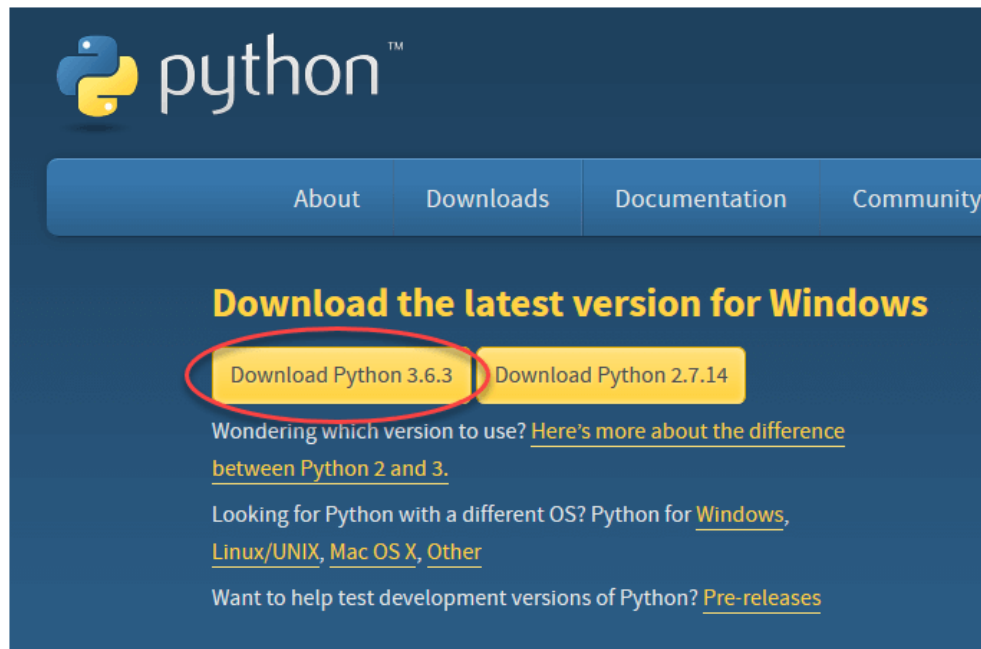 python™
About Downloads Documentation Community
Download the latest version for Windows
Download Python 3.6.3 Download Python 2.7.14
Wondering which version to use? Here's more about the difference
between Python 2 and 3.
Looking for Python with a different OS? Python for Windows,
Linux/UNIX, Mac OS X, Other
Want to help test development versions of Python? Pre-releases